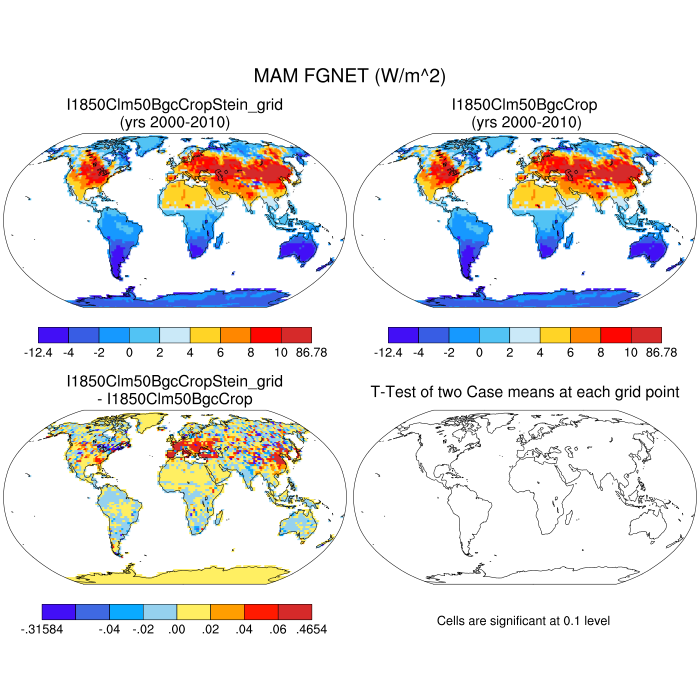 MAM FGNET (W/m^2)
I1850Clm50BgcCropStein_grid
(yrs 2000-2010)
I1850Clm50BgcCrop
(yrs 2000-2010)
-12.4 -4 -2 0 2 4 6 8 10 86.78
-12.4 -4 -2 0 2 4 6 8 10 86.78
I1850Clm50BgcCropStein_grid
- I1850Clm50BgcCrop
T-Test of two Case means at each grid point
-.31584 -.04 -.02 .00 .02 .04 .06 .4654
Cells are significant at 0.1 level